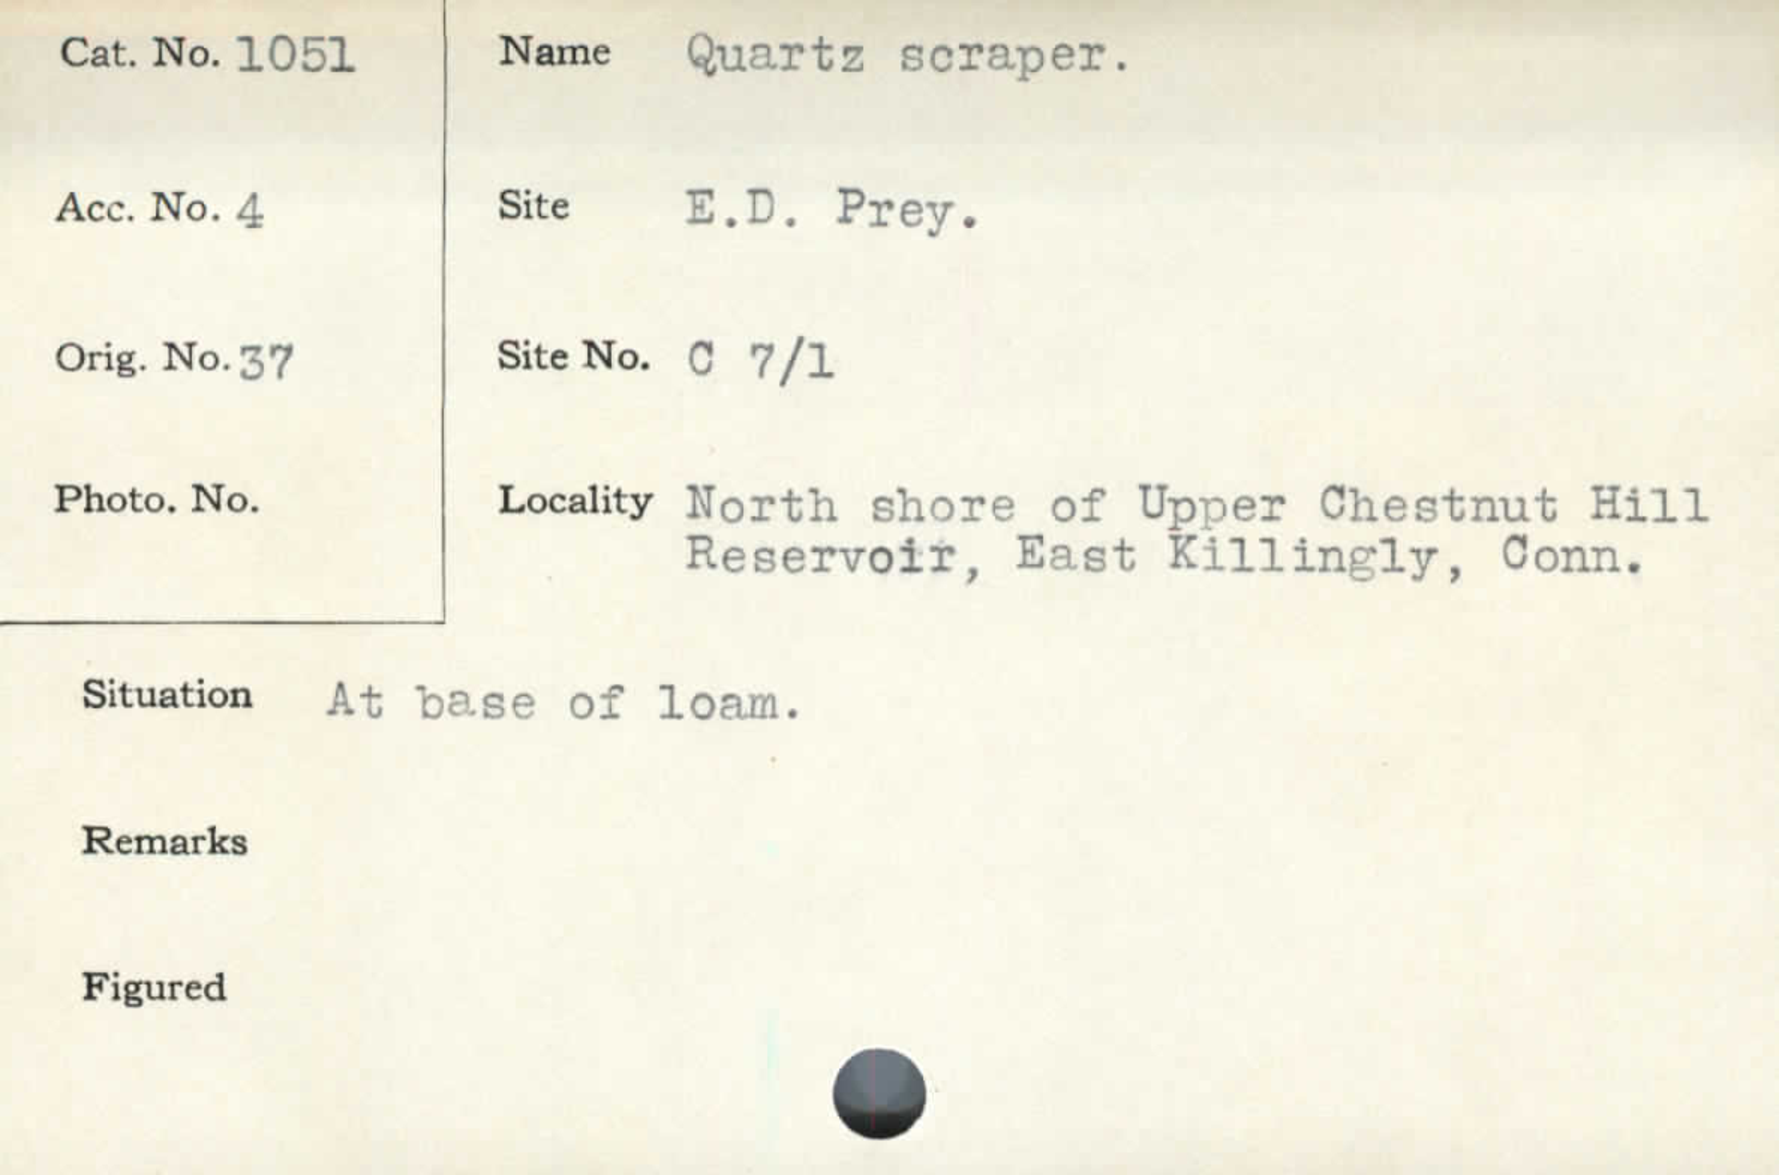 Cat. No. 1051
Name Quartz scraper.
Acc. No. 4
Site E.D. Prey.
Orig. No. 37
Site No. C 7/1
Photo. No.
Locality North shore of Upper Chestnut Hill
Reservoir, East Killingly, Conn.
Situation At base of loam.
Remarks
Figured